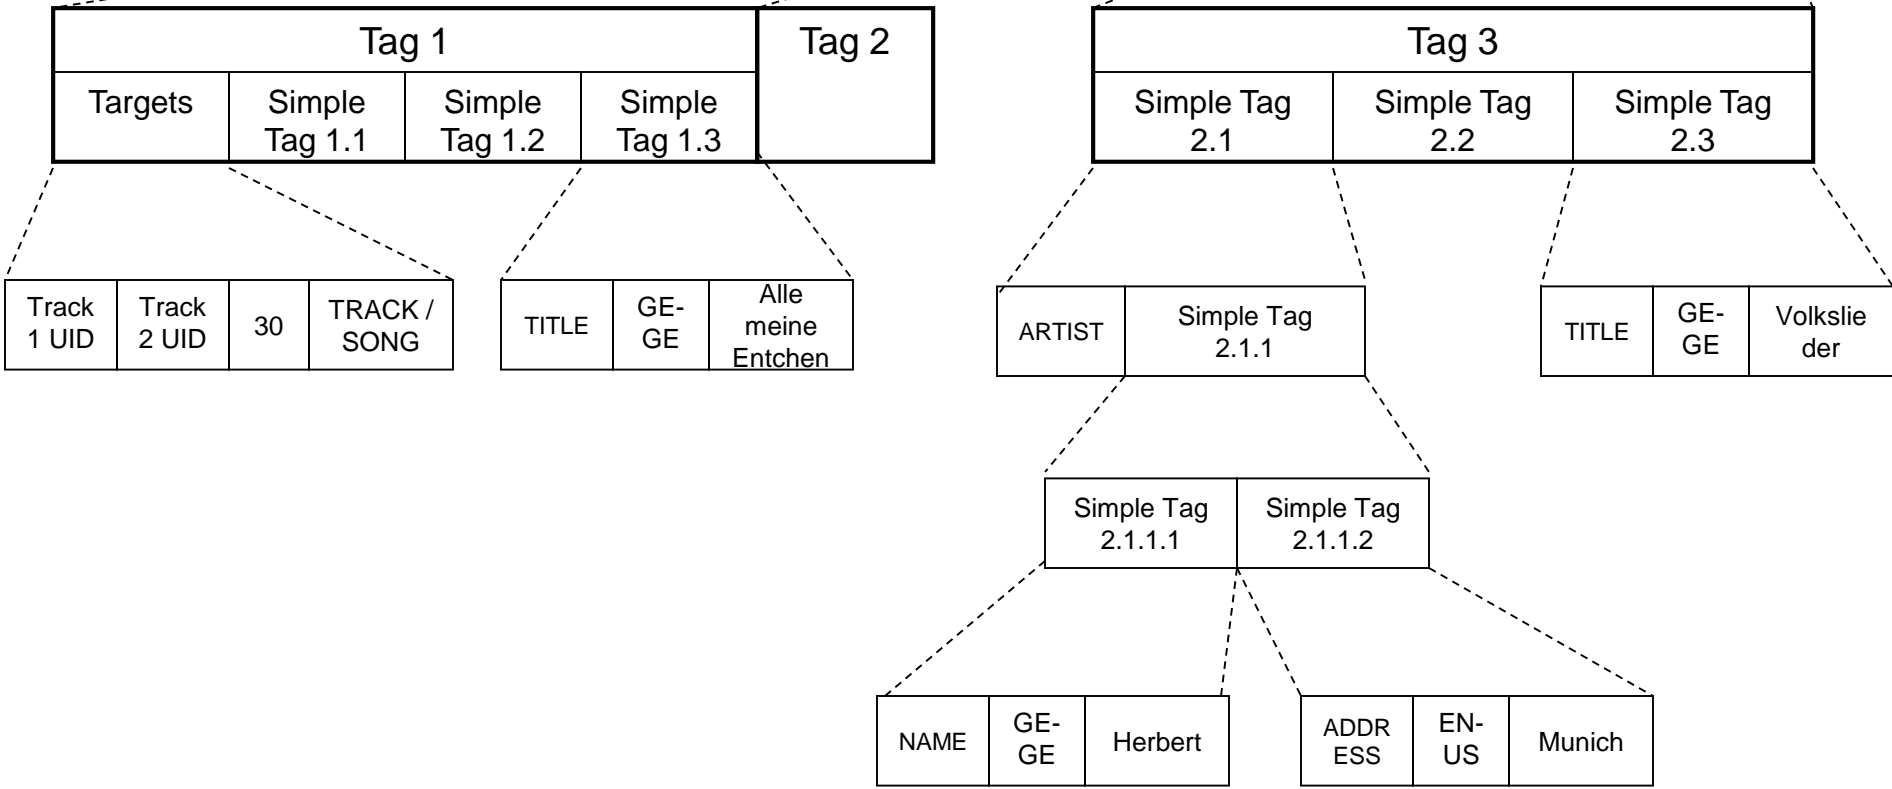 Tag 1
Tag 2
Tag 3
Targets
Simple
Tag 1.1
Simple
Tag 1.2
Simple
Tag 1.3
Simple Tag
2.1
Simple Tag
2.2
Simple Tag
2.3
Track
1 UID
Track
2 UID
30
TRACK /
SONG
TITLE
GE-
GE
Alle
meine
Entchen
ARTIST
Simple Tag
2.1.1
TITLE
GE-
GE
Volkslie
der
Simple Tag
2.1.1.1
Simple Tag
2.1.1.2
NAME
GE-
GE
Herbert
ADDR
ESS
EN-
US
Munich